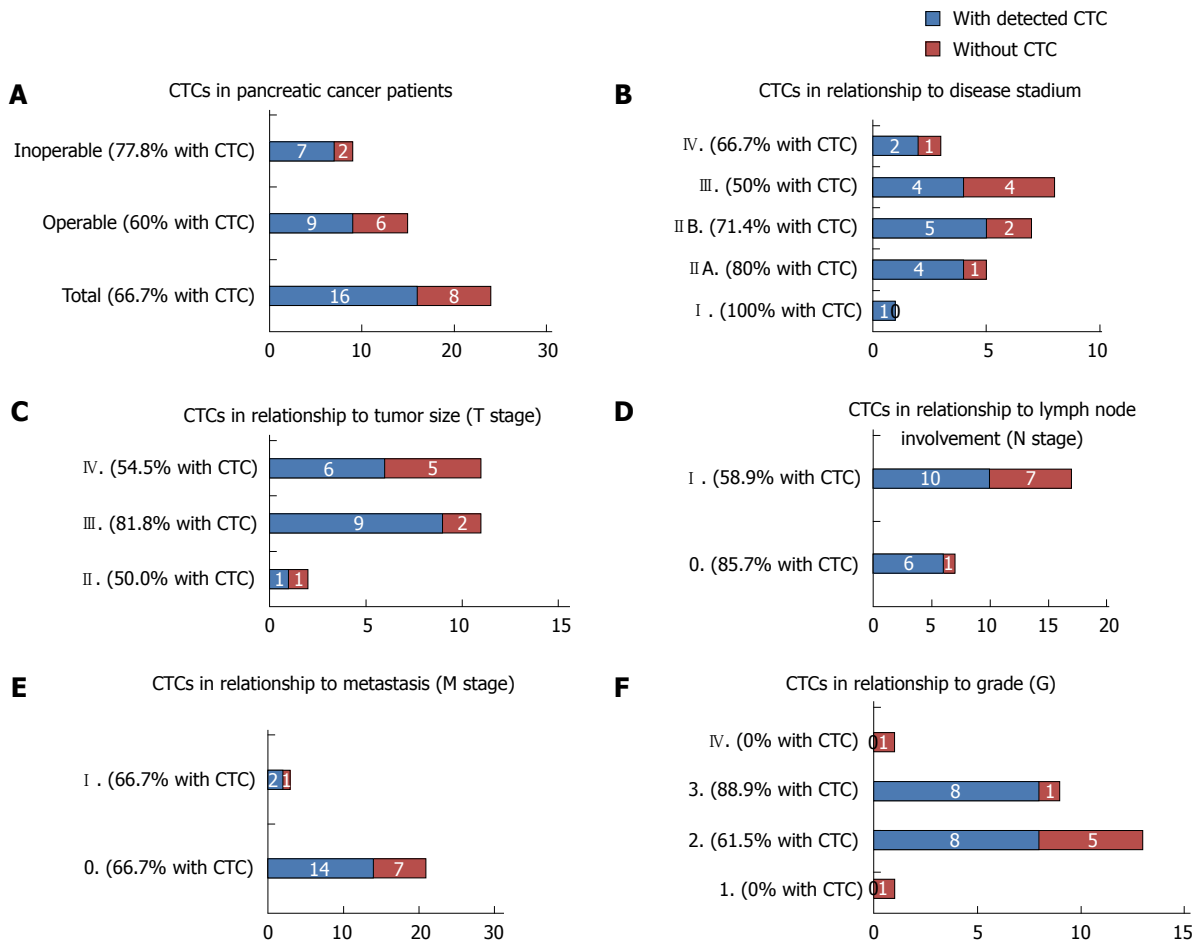 With detected CTC
Without CTC
A
CTCs in pancreatic cancer patients
Inoperable (77.8% with CTC)
7 2
Operable (60% with CTC)
9 6
Total (66.7% with CTC)
16 8
0 10 20 30
B
CTCs in relationship to disease stadium
Ⅳ. (66.7% with CTC)
2 1
Ⅲ. (50% with CTC)
4 4
ⅡB. (71.4% with CTC)
5 2
ⅡA. (80% with CTC)
4 1
Ⅰ. (100% with CTC)
1 0
0 5 10
C
CTCs in relationship to tumor size (T stage)
Ⅳ. (54.5% with CTC)
6 5
Ⅲ. (81.8% with CTC)
9 2
Ⅱ. (50.0% with CTC)
1 1
0 5 10 15
D
CTCs in relationship to lymph node
involvement (N stage)
Ⅰ. (58.9% with CTC)
10 7
0. (85.7% with CTC)
6 1
0 5 10 15 20
E
CTCs in relationship to metastasis (M stage)
Ⅰ. (66.7% with CTC)
2 1
0. (66.7% with CTC)
14 7
0 10 20 30
F
CTCs in relationship to grade (G)
Ⅳ. (0% with CTC)
0 1
3. (88.9% with CTC)
8 1
2. (61.5% with CTC)
8 5
1. (0% with CTC)
0 1
0 5 10 15